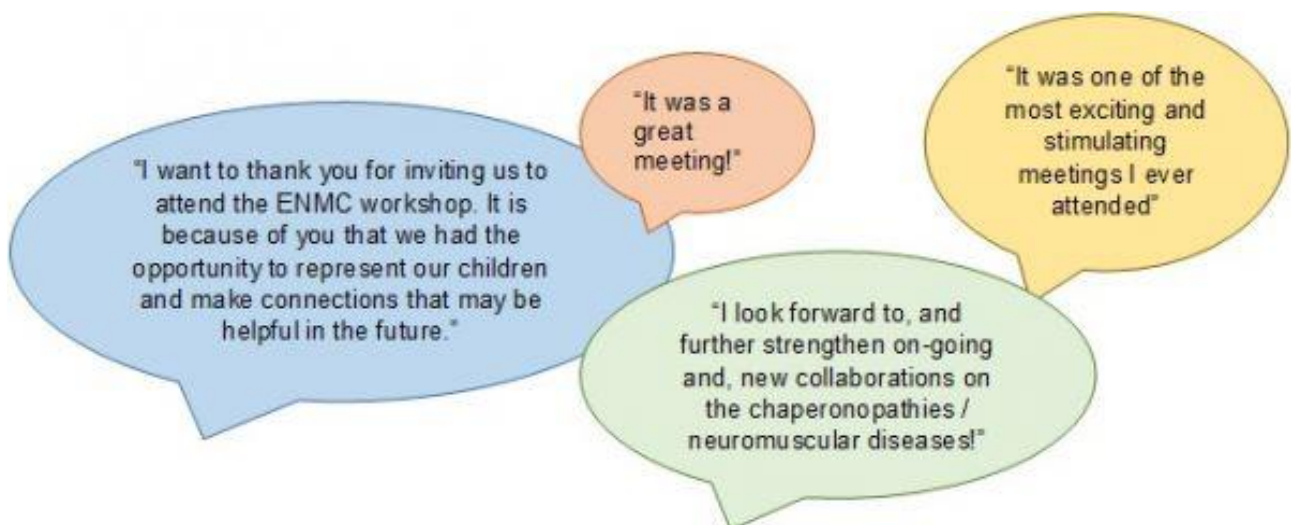 “I want to thank you for inviting us to
attend the ENMC workshop. It is
because of you that we had the
opportunity to represent our children
and make connections that may be
helpful in the future.”
“It was a
great
meeting!”
“It was one of the
most exciting and
stimulating
meetings I ever
attended”
“I look forward to, and
further strengthen on-going
and, new collaborations on
the chaperonopathies /
neuromuscular diseases!”